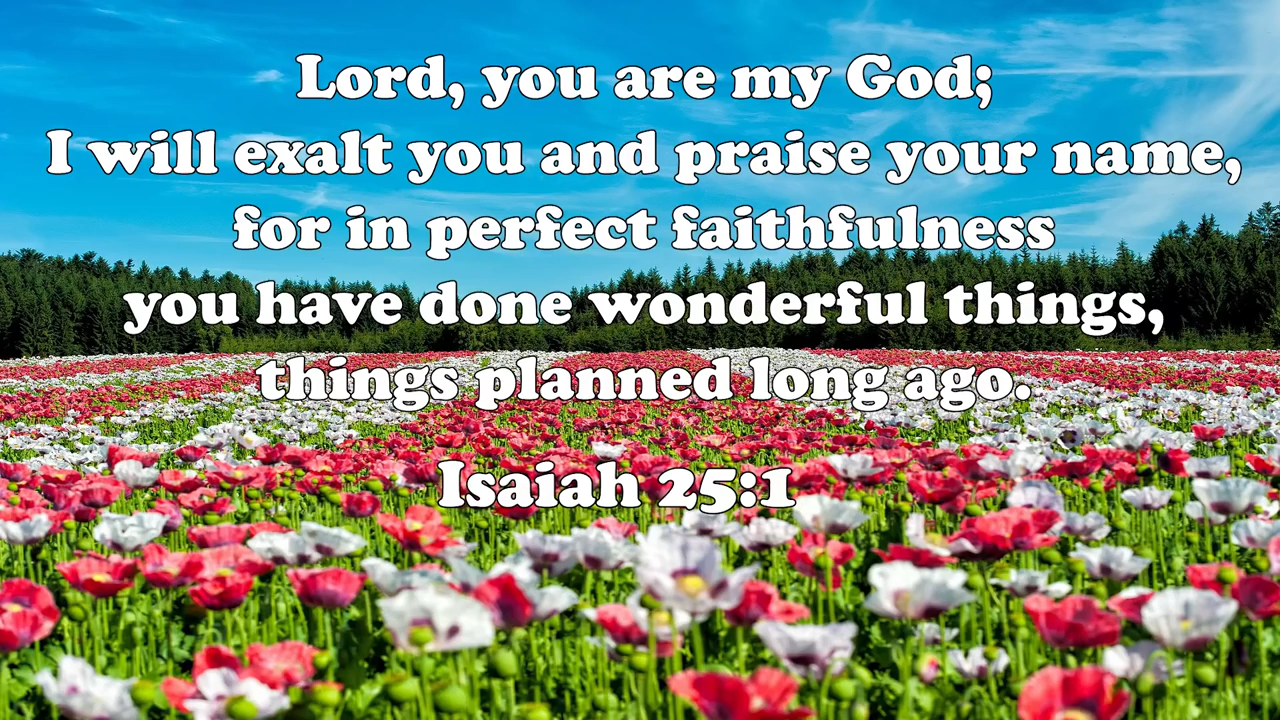 Lord, you are my God;
I will exalt you and praise your name,
for in perfect faithfulness
you have done wonderful things,
things planned long ago.
Isaiah 25:1